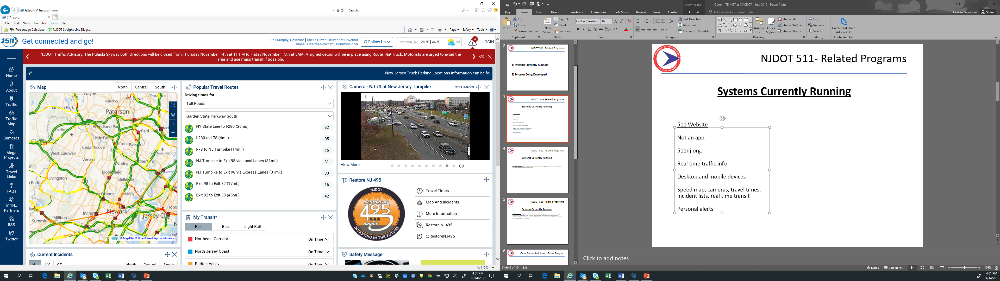 https://511nj.org/home
Search...
511nj.org
File Edit View Favorites Tools Help
Percentage Calculator NJDOT Straight Line Diagr...
Page Safety Tools
511
Get connected and go!
Phil Murphy, Governor | Sheila Oliver, Lieutenant Governor
Diane Gutierrez-Scaccetti, Commissioner
Follow Us
Trenton, NJ: 28 °F | 46 °F
3
LOGIN
NJDOT Traffic Advisory: The Pulaski Skyway both directions will be closed from Thursday November 14th at 11 PM to Friday November 15th at 5AM. A signed detour will be in place using Route 1&9 Truck. Motorists are urged to avoid the
area and use mass transit if possible.
New Jersey Truck Parking Locations information can be fou
Home
About
Traffic
Traffic
Map
Cameras
Mega
Projects
Travel
Links
FAQs
511NJ
Partners
RSS
Twitter
Map
North Central South
Wayne
Paramus
Haledon
Fair Lawn
Lincoln Park
Paterson
Fairfield
Woodland Park
Garfield
Lodi
Little Falls
Clifton
Passaic
Cedar Grove
West Caldwell
Teterboro Airport
Verona
Rutherford
Nutley
Bloomfield
Livingston
Belleville
East Orange
Kearny
Hobo
Newark
Irvington
Jersey City
Millburn
Summit
Hillside
© MapTiler © OpenStreetMap contributors
Current Incidents
NJ NY CT
North Central South
Popular Travel Routes
Driving times for...
Toll Roads
Garden State Parkway South
NY State Line to I-280 (26mi.) :32
I-280 to I-78 (4mi.) :05
I-78 to NJ Turnpike (14mi.) :16
NJ Turnpike to Exit 98 via Local Lanes (31mi.) :31
NJ Turnpike to Exit 98 via Express Lanes (31mi.) :30
Exit 98 to Exit 82 (17mi.) :16
Exit 82 to Exit 38 (45mi.) :42
My Transit*
Rail Bus Light Rail
Northeast Corridor On Time
North Jersey Coast On Time
Raritan Valley On Time
Camera - NJ 73 at New Jersey Turnpike
STILL IMAGES
View More
Restore NJ 495
NJDOT
RESTORE NJ
495
BRIDGE
INVESTING IN THE FUTURE
Travel Times
Map And Incidents
More Information
Restore NJ495
@RestoreNJ495
Safety Message
110%
4:01 PM
11/14/2019
Drawing Tools
iCone - ITE MET at NYCDOT - July 2019 - PowerPoint
File Home Insert Design Transitions Animations Slide Show Review View Acrobat Format Tell me what you want to do...
Cowan, Salvatore Share
Paste
Cut
Copy
Format Painter
Clipboard
New
Slide
Layout
Reset
Section
Slides
Calibri (Headin 16
Font
Text Direction
Align Text
Convert to SmartArt
Paragraph
Arrange
Quick
Styles
Shape Fill
Shape Outline
Shape Effects
Drawing
Find
Replace
Select
Editing
Create and Share
Adobe PDF
Adobe Acrobat
2
NJDOT 511- Related Programs
1) Systems Currently Running
2) Systems Being Developed
3
NJDOT 511- Related Programs
Systems Currently Running
4
NJDOT 511- Related Programs
Systems Currently Running
5
NJDOT 511- Related Programs
Systems Currently Running
6
iCone Connected Service Patrol Program
DEPARTMENT OF TRANSPORTATION
THE STATE OF NEW JERSEY
NJDOT 511- Related Programs
Systems Currently Running
511 Website
Not an app.
511nj.org.
Real time traffic info
Desktop and mobile devices
Speed map, cameras, travel times,
incident lists, real time transit
Personal alerts
Click to add notes
Slide 3 of 10
Notes Comments
109%
4:01 PM
11/14/2019